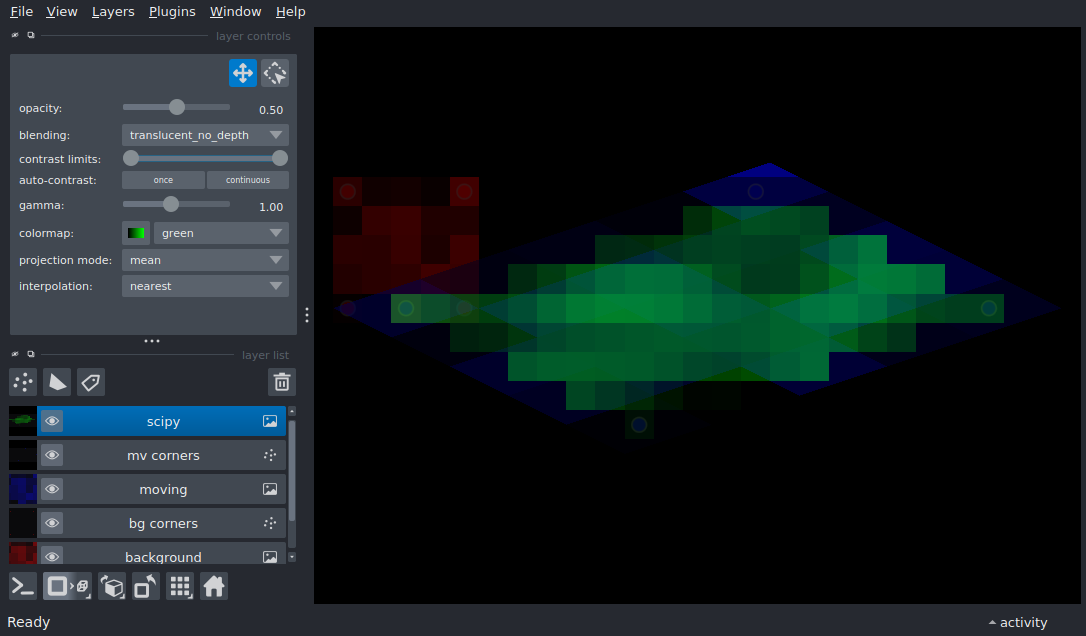 File View Layers Plugins Window Help
layer controls
opacity: 0.50
blending: translucent_no_depth
contrast limits:
auto-contrast: once continuous
gamma: 1.00
colormap: green
projection mode: mean
interpolation: nearest
layer list
scipy
mv corners
moving
bg corners
background
Ready activity